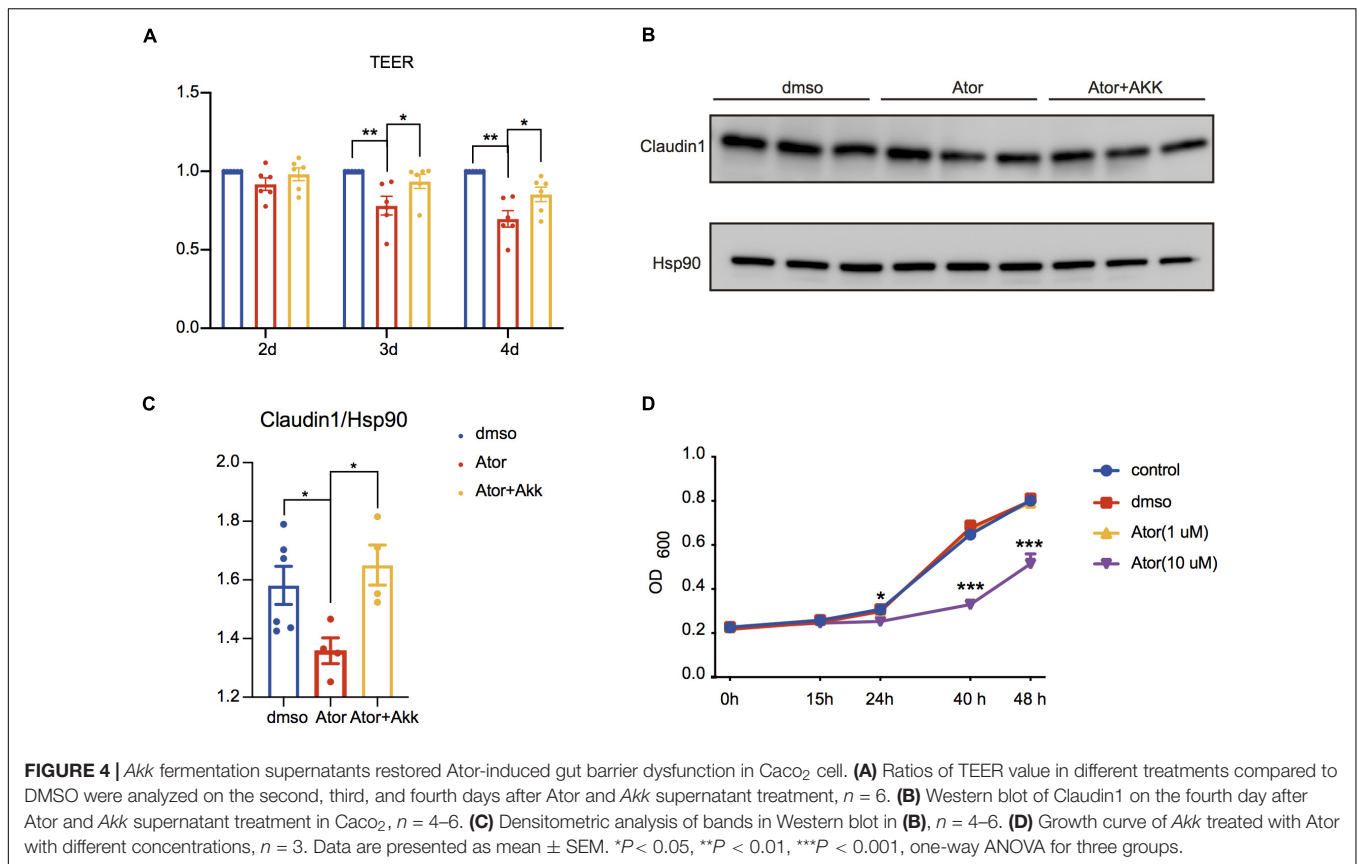 A
TEER
1.5
** * ** *
1.0
0.5
0.0
2d 3d 4d
B
dmso Ator Ator+AKK
Claudin1
Hsp90
C
Claudin1/Hsp90
dmso
Ator
Ator+Akk
2.0
* *
1.8
1.6
1.4
1.2
dmso Ator Ator+Akk
D
control
dmso
Ator(1 uM)
Ator(10 uM)
OD 600
1.0
0.8
0.6
0.4
0.2
0.0
* *** ***
0h 15h 24h 40 h 48 h
FIGURE 4 | Akk fermentation supernatants restored Ator-induced gut barrier dysfunction in Caco₂ cell. (A) Ratios of TEER value in different treatments compared to
DMSO were analyzed on the second, third, and fourth days after Ator and Akk supernatant treatment, n = 6. (B) Western blot of Claudin1 on the fourth day after
Ator and Akk supernatant treatment in Caco₂, n = 4–6. (C) Densitometric analysis of bands in Western blot in (B), n = 4–6. (D) Growth curve of Akk treated with Ator
with different concentrations, n = 3. Data are presented as mean ± SEM. *P < 0.05, **P < 0.01, ***P < 0.001, one-way ANOVA for three groups.